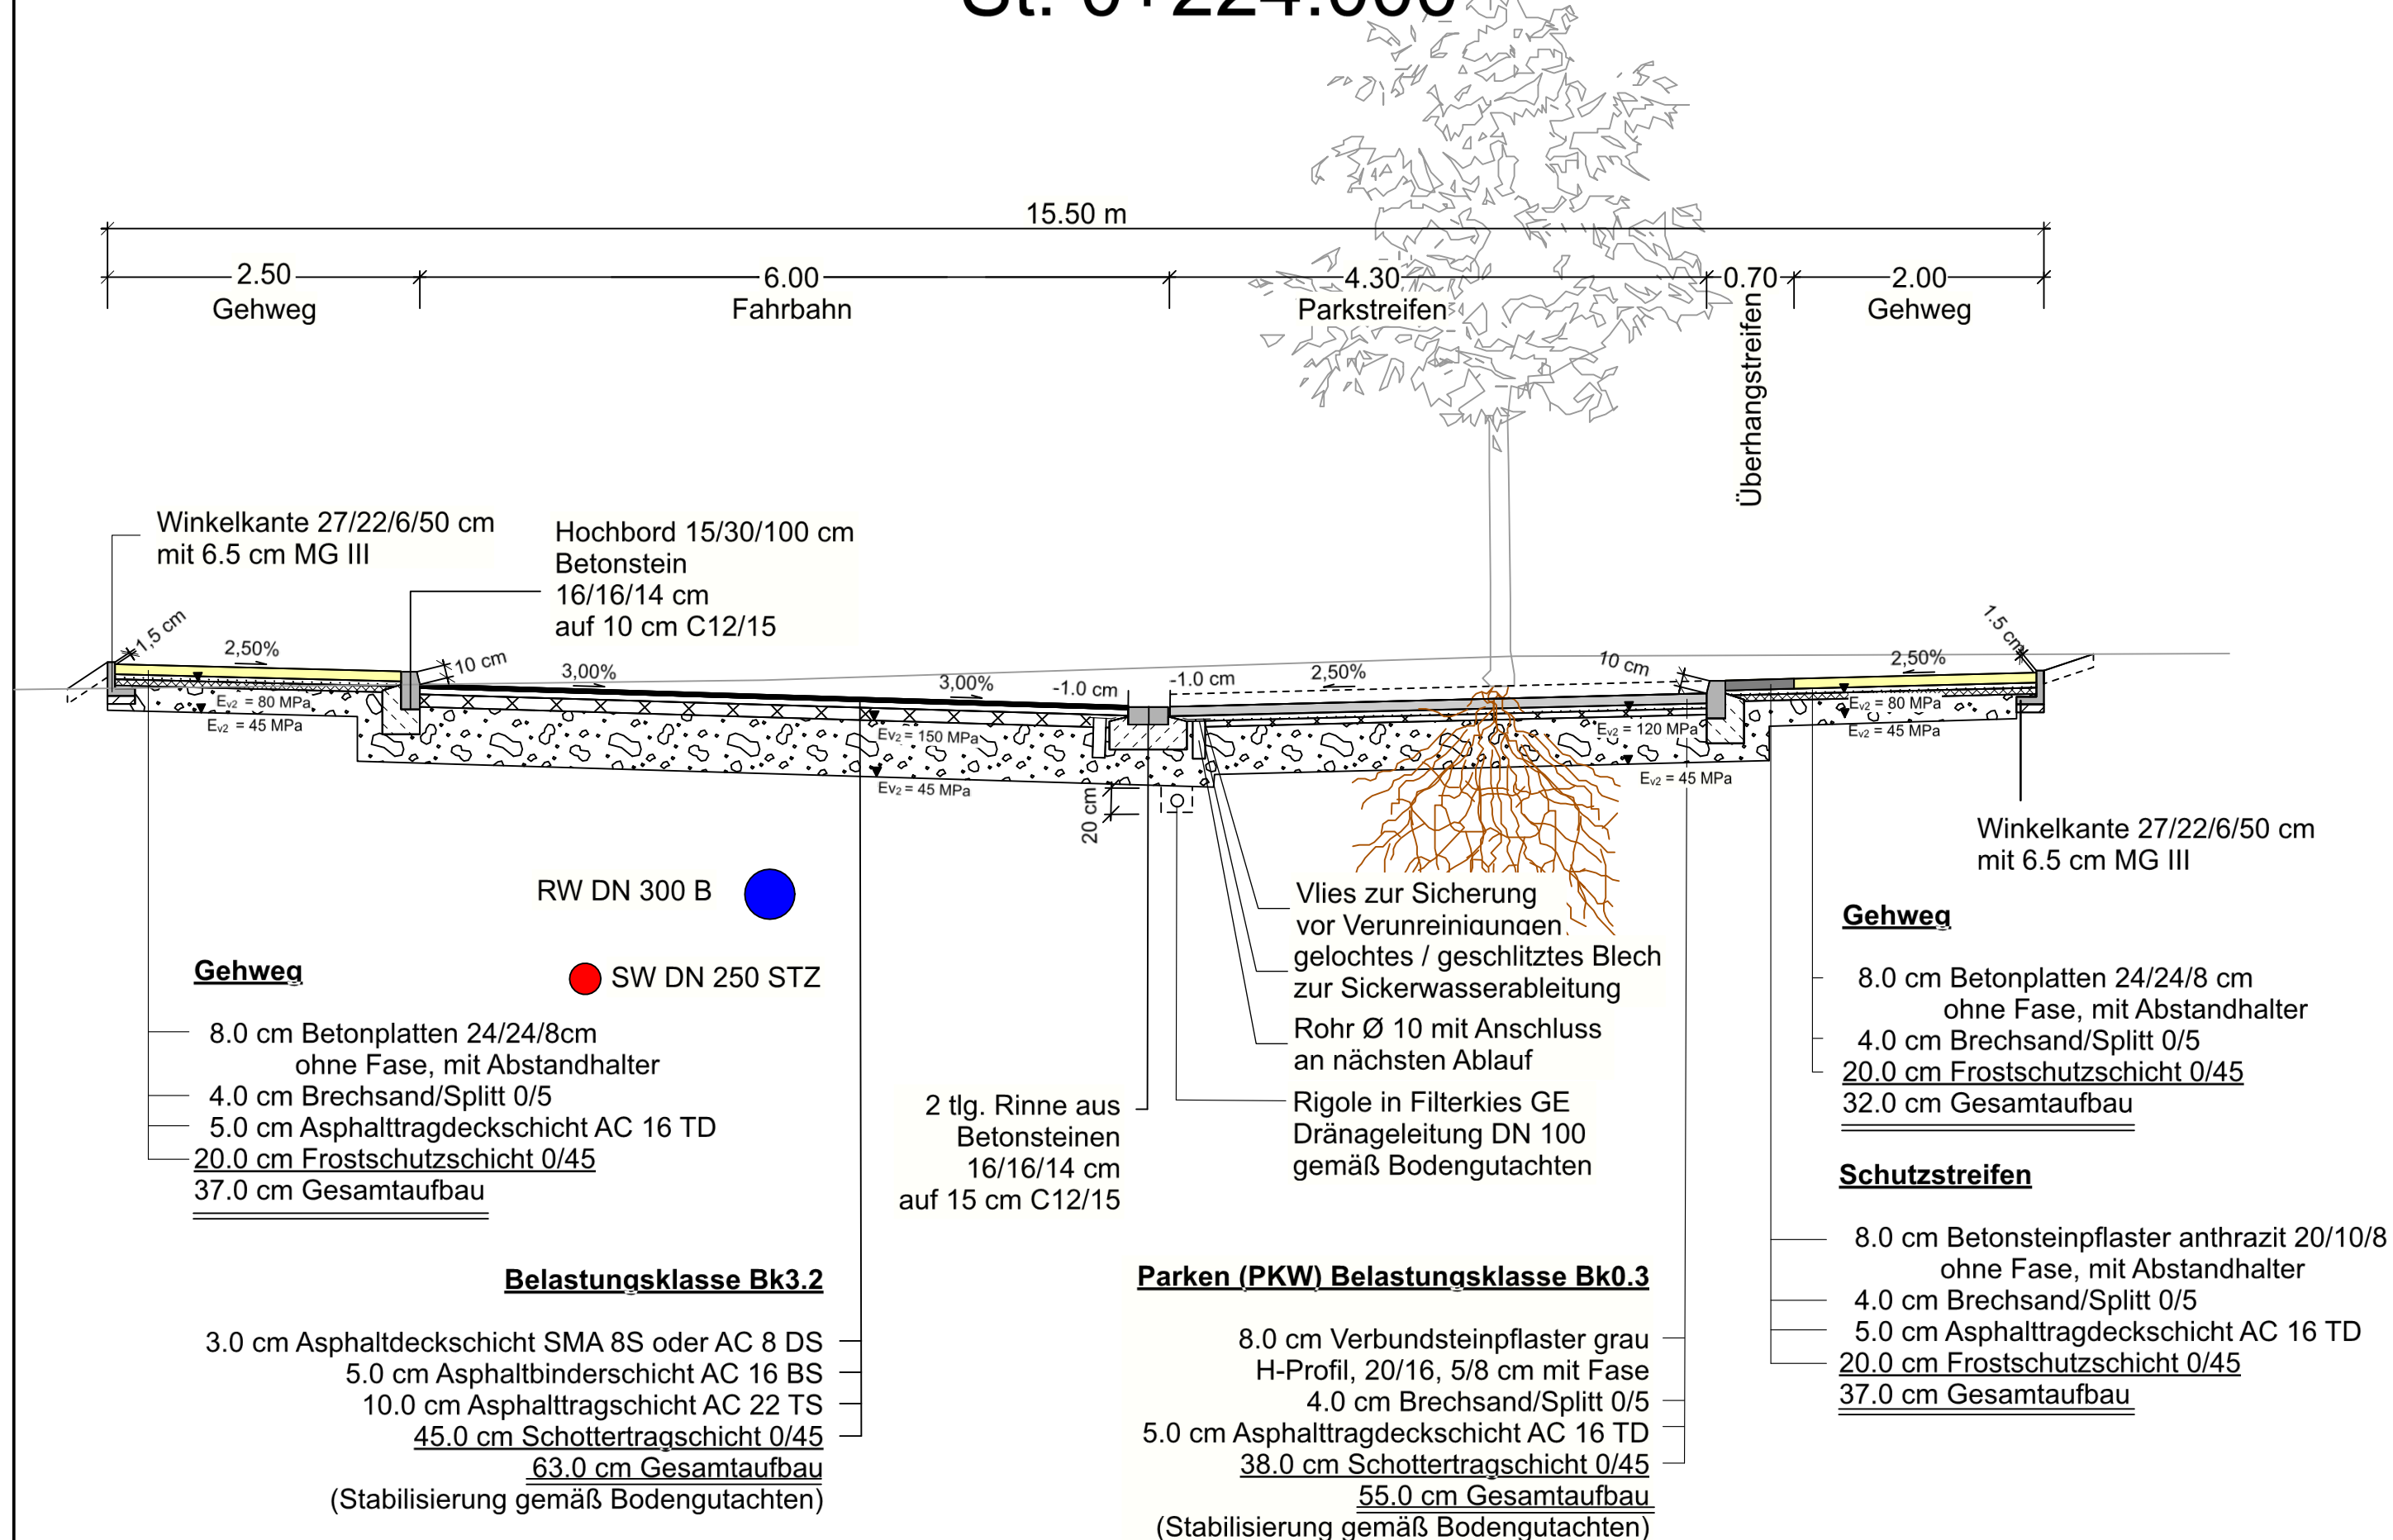 15.50 m
2.50
6.00
4.30
0.70
2.00
Gehweg
Fahrbahn
Parkstreifen
Überhangstreifen
Gehweg
Winkelkante 27/22/6/50 cm
mit 6.5 cm MG III
Hochbord 15/30/100 cm
Betonstein
16/16/14 cm
auf 10 cm C12/15
1,5 cm
2,50%
10 cm
3,00%
3,00%
-1.0 cm
-1.0 cm
2,50%
10 cm
2,50%
1.5 cm
Ev2 = 80 MPa
Ev2 = 45 MPa
Ev2 = 150 MPa
Ev2 = 45 MPa
Ev2 = 120 MPa
Ev2 = 45 MPa
Ev2 = 80 MPa
Ev2 = 45 MPa
20 cm
Winkelkante 27/22/6/50 cm
mit 6.5 cm MG III
RW DN 300 B
SW DN 250 STZ
Vlies zur Sicherung
vor Verunreinigungen
gelochtes / geschlitztes Blech
zur Sickerwasserableitung
Rohr Ø 10 mit Anschluss
an nächsten Ablauf
Rigole in Filterkies GE
Dränageleitung DN 100
gemäß Bodengutachten
2 tlg. Rinne aus
Betonsteinen
16/16/14 cm
auf 15 cm C12/15
Gehweg
8.0 cm Betonplatten 24/24/8cm
ohne Fase, mit Abstandhalter
4.0 cm Brechsand/Splitt 0/5
5.0 cm Asphalttragdeckschicht AC 16 TD
20.0 cm Frostschutzschicht 0/45
37.0 cm Gesamtaufbau
Belastungsklasse Bk3.2
3.0 cm Asphaltdeckschicht SMA 8S oder AC 8 DS
5.0 cm Asphaltbinderschicht AC 16 BS
10.0 cm Asphalttragschicht AC 22 TS
45.0 cm Schottertragschicht 0/45
63.0 cm Gesamtaufbau
(Stabilisierung gemäß Bodengutachten)
Parken (PKW) Belastungsklasse Bk0.3
8.0 cm Verbundsteinpflaster grau
H-Profil, 20/16, 5/8 cm mit Fase
4.0 cm Brechsand/Splitt 0/5
5.0 cm Asphalttragdeckschicht AC 16 TD
38.0 cm Schottertragschicht 0/45
55.0 cm Gesamtaufbau
(Stabilisierung gemäß Bodengutachten)
Gehweg
8.0 cm Betonplatten 24/24/8 cm
ohne Fase, mit Abstandhalter
4.0 cm Brechsand/Splitt 0/5
20.0 cm Frostschutzschicht 0/45
32.0 cm Gesamtaufbau
Schutzstreifen
8.0 cm Betonsteinpflaster anthrazit 20/10/8
ohne Fase, mit Abstandhalter
4.0 cm Brechsand/Splitt 0/5
5.0 cm Asphalttragdeckschicht AC 16 TD
20.0 cm Frostschutzschicht 0/45
37.0 cm Gesamtaufbau